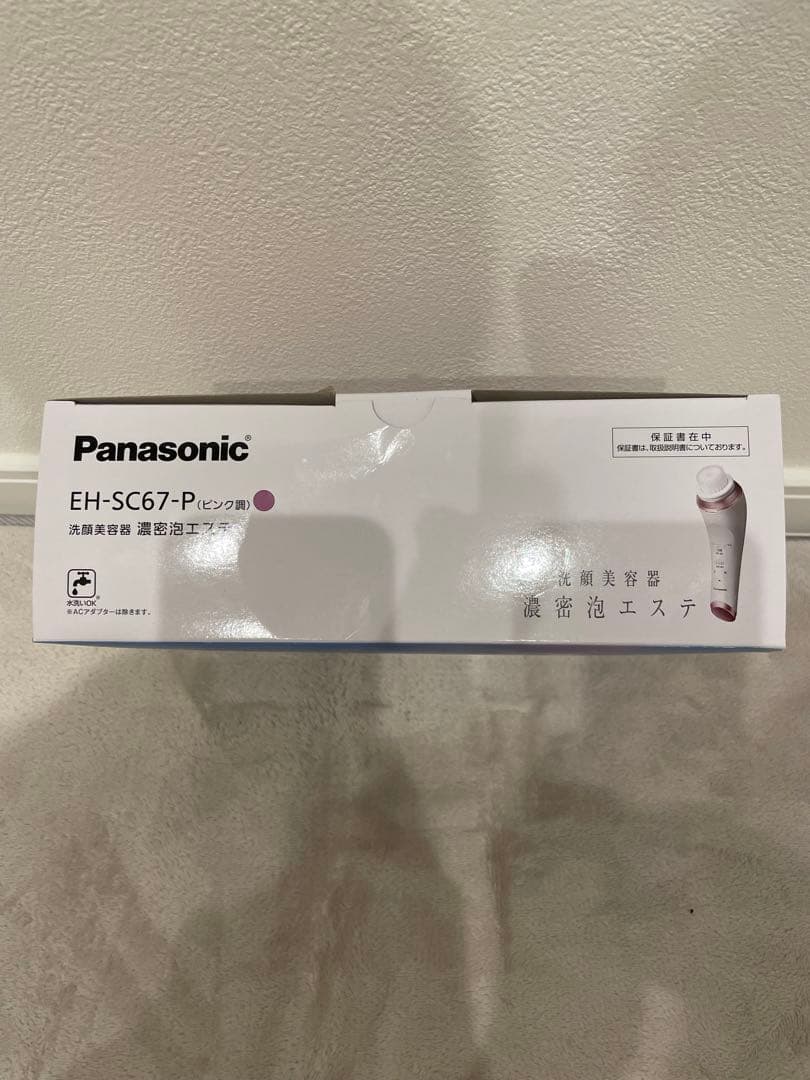 Panasonic®
EH-SC67-P(ピンク調)
洗顔美容器 濃密泡エステ
水洗いOK®
※ACアダプターは除きます。
保証書在中
保証書は、取扱説明書についております。
洗顔美容器
濃密泡エステ